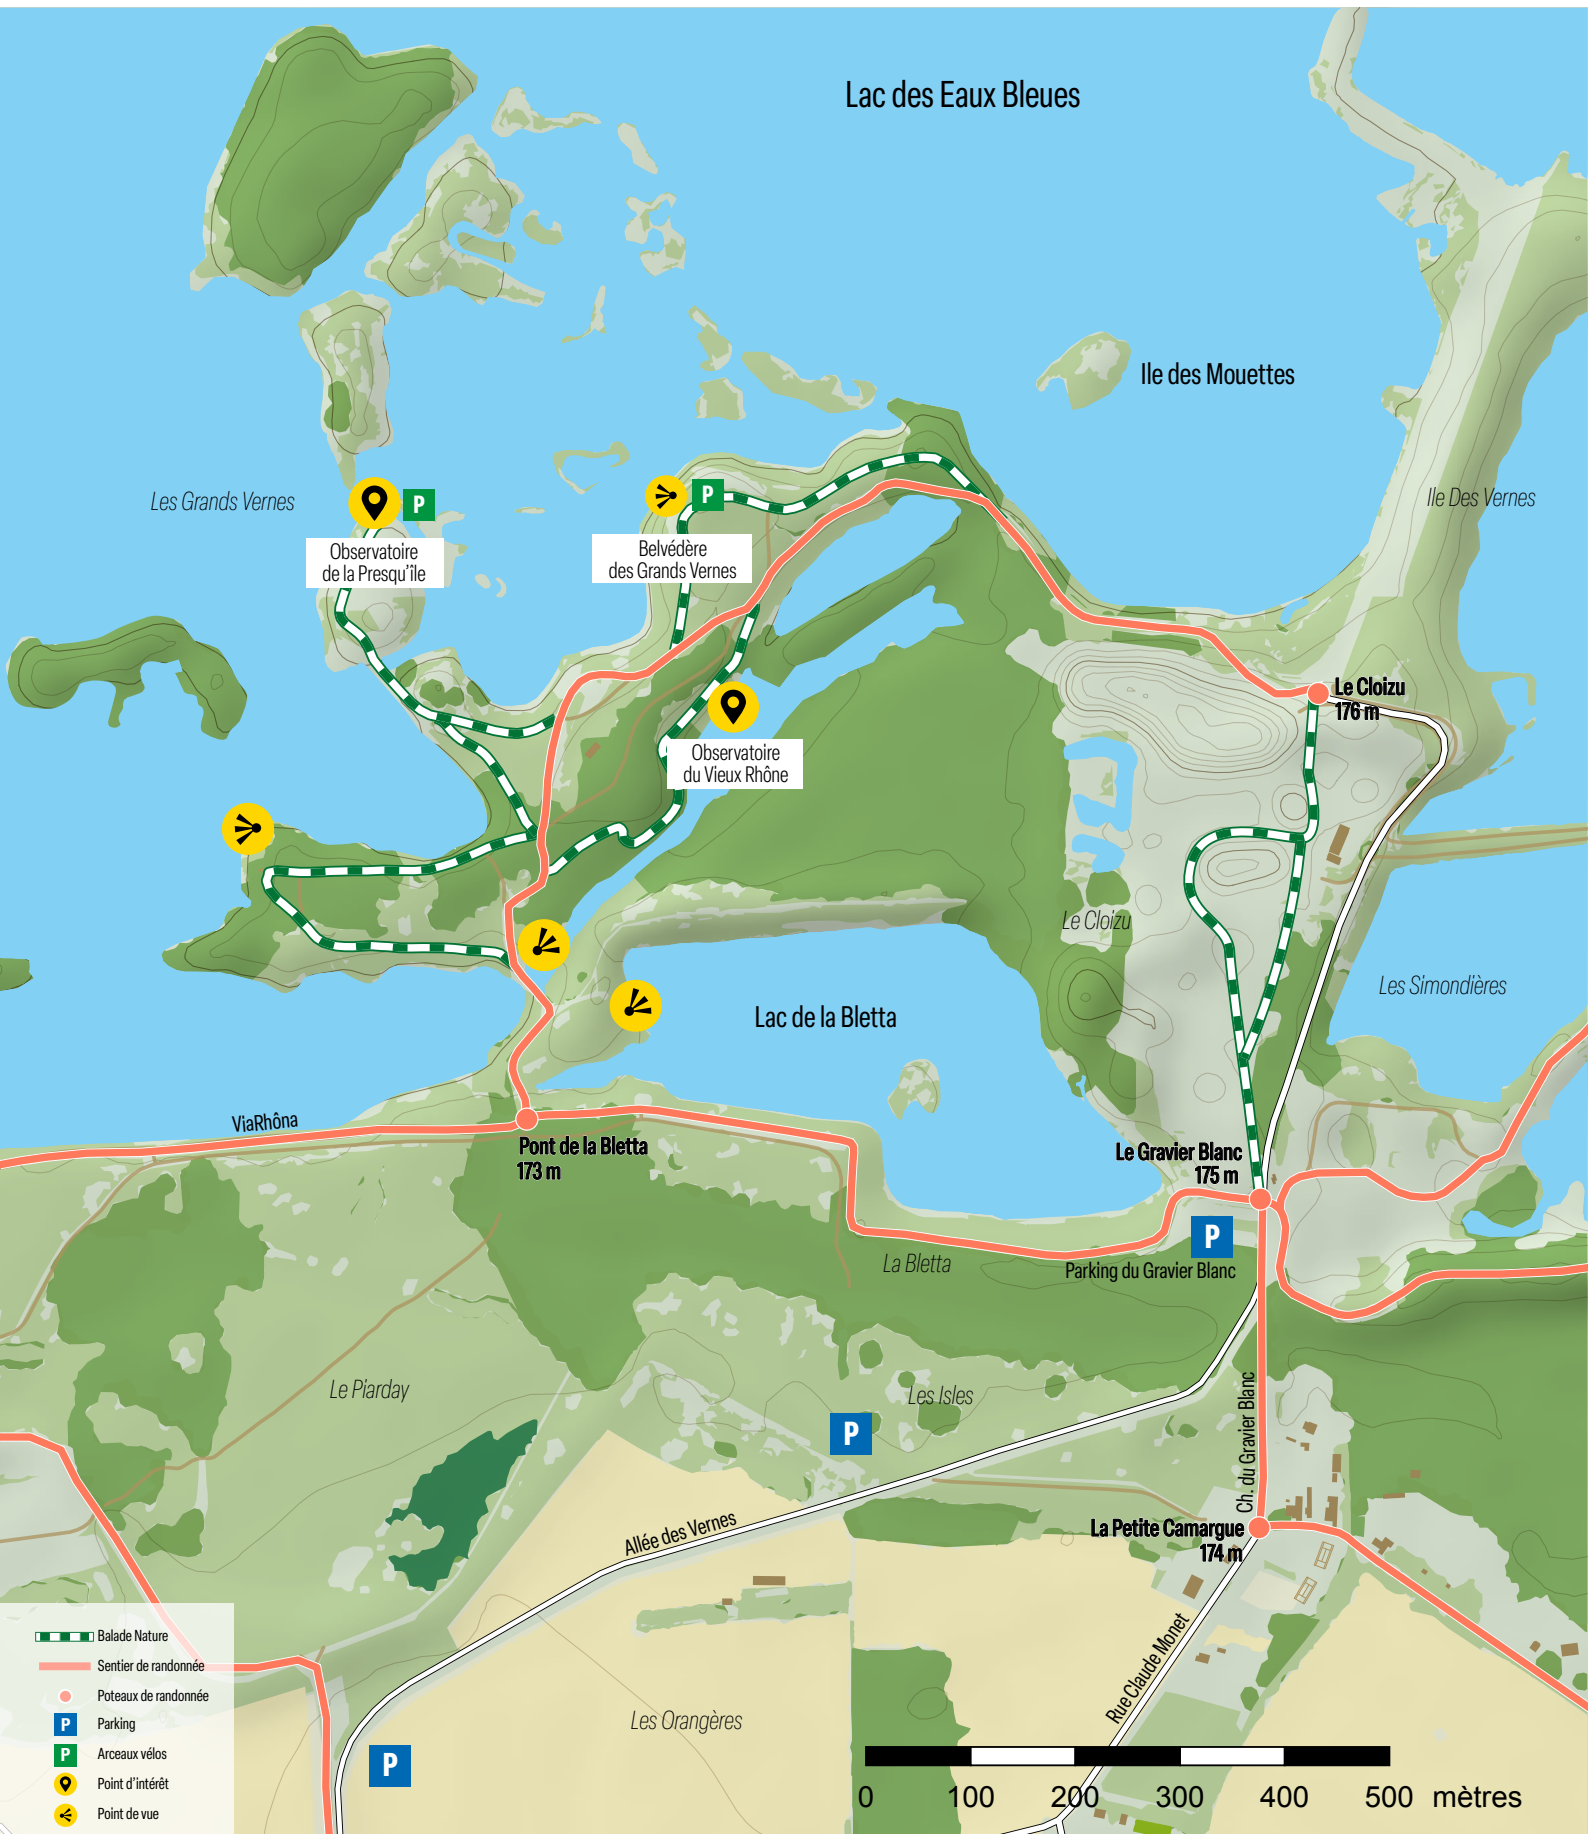 Lac des Eaux Bleues
Ile des Mouettes
Les Grands Vernes
P
P
Ile Des Vernes
Observatoire
de la Presqu'île
Belvédère
des Grands Vernes
Le Cloizu
176 m
Observatoire
du Vieux Rhône
Le Cloizu
Les Simondières
Lac de la Bletta
ViaRhôna
Pont de la Bletta
173 m
Le Gravier Blanc
175 m
P
La Bletta
Parking du Gravier Blanc
Le Piarday
Les Isles
P
Ch. du Gravier Blanc
Allée des Vernes
La Petite Camargue
174 m
Rue Claude Monet
Les Orangères
P
Balade Nature
Sentier de randonnée
Poteaux de randonnée
P Parking
P Arceaux vélos
Point d'intérêt
Point de vue
0 100 200 300 400 500 mètres